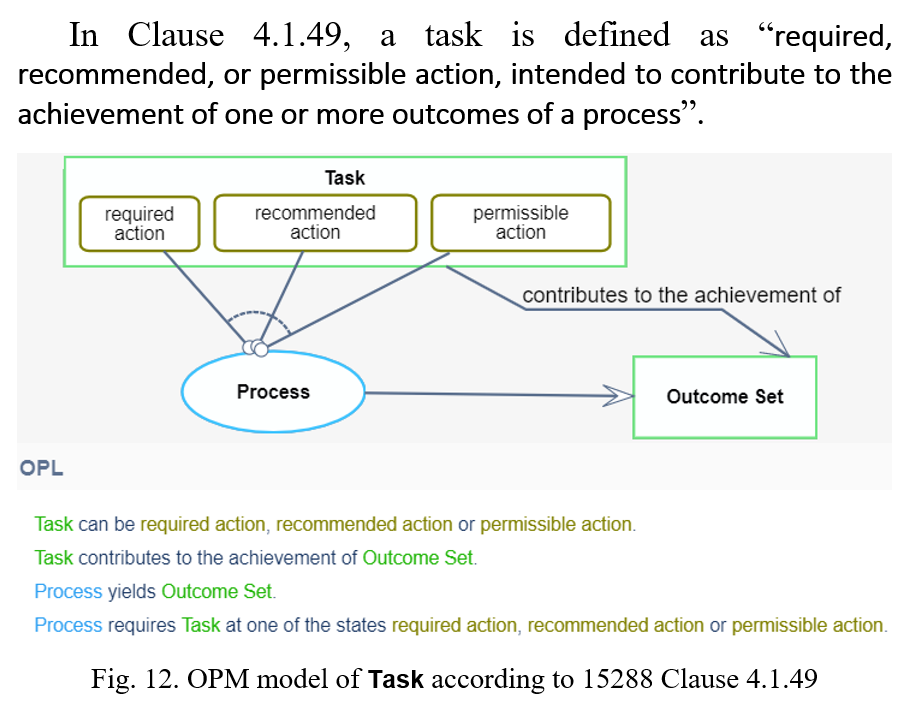 In Clause 4.1.49, a task is defined as “required,
recommended, or permissible action, intended to contribute to the
achievement of one or more outcomes of a process”.
Task
required
action
recommended
action
permissible
action
contributes to the achievement of
Process
Outcome Set
OPL
Task can be required action, recommended action or permissible action.
Task contributes to the achievement of Outcome Set.
Process yields Outcome Set.
Process requires Task at one of the states required action, recommended action or permissible action.
Fig. 12. OPM model of Task according to 15288 Clause 4.1.49